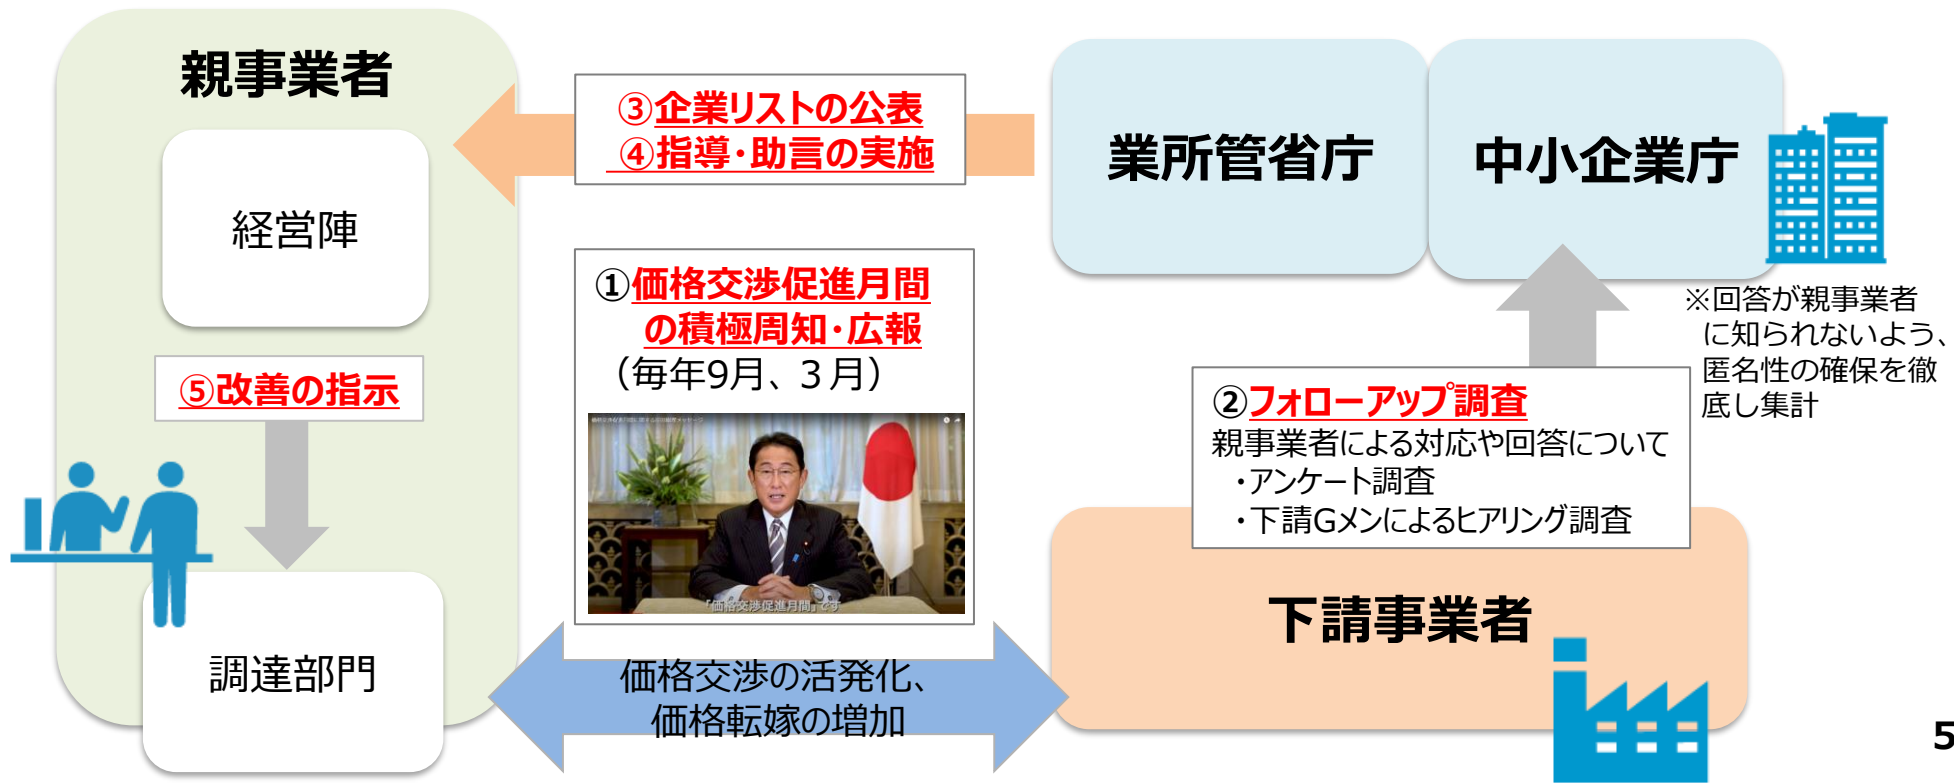 親事業者
経営陣
⑤改善の指示
調達部門
③企業リストの公表
④指導・助言の実施
①価格交渉促進月間
の積極周知・広報
（毎年9月、３月）
「価格交渉促進月間」です
価格交渉の活発化、
価格転嫁の増加
業所管省庁
中小企業庁
※回答が親事業者
に知られないよう、
匿名性の確保を徹
底し集計
②フォローアップ調査
親事業者による対応や回答について
・アンケート調査
・下請Gメンによるヒアリング調査
下請事業者
5